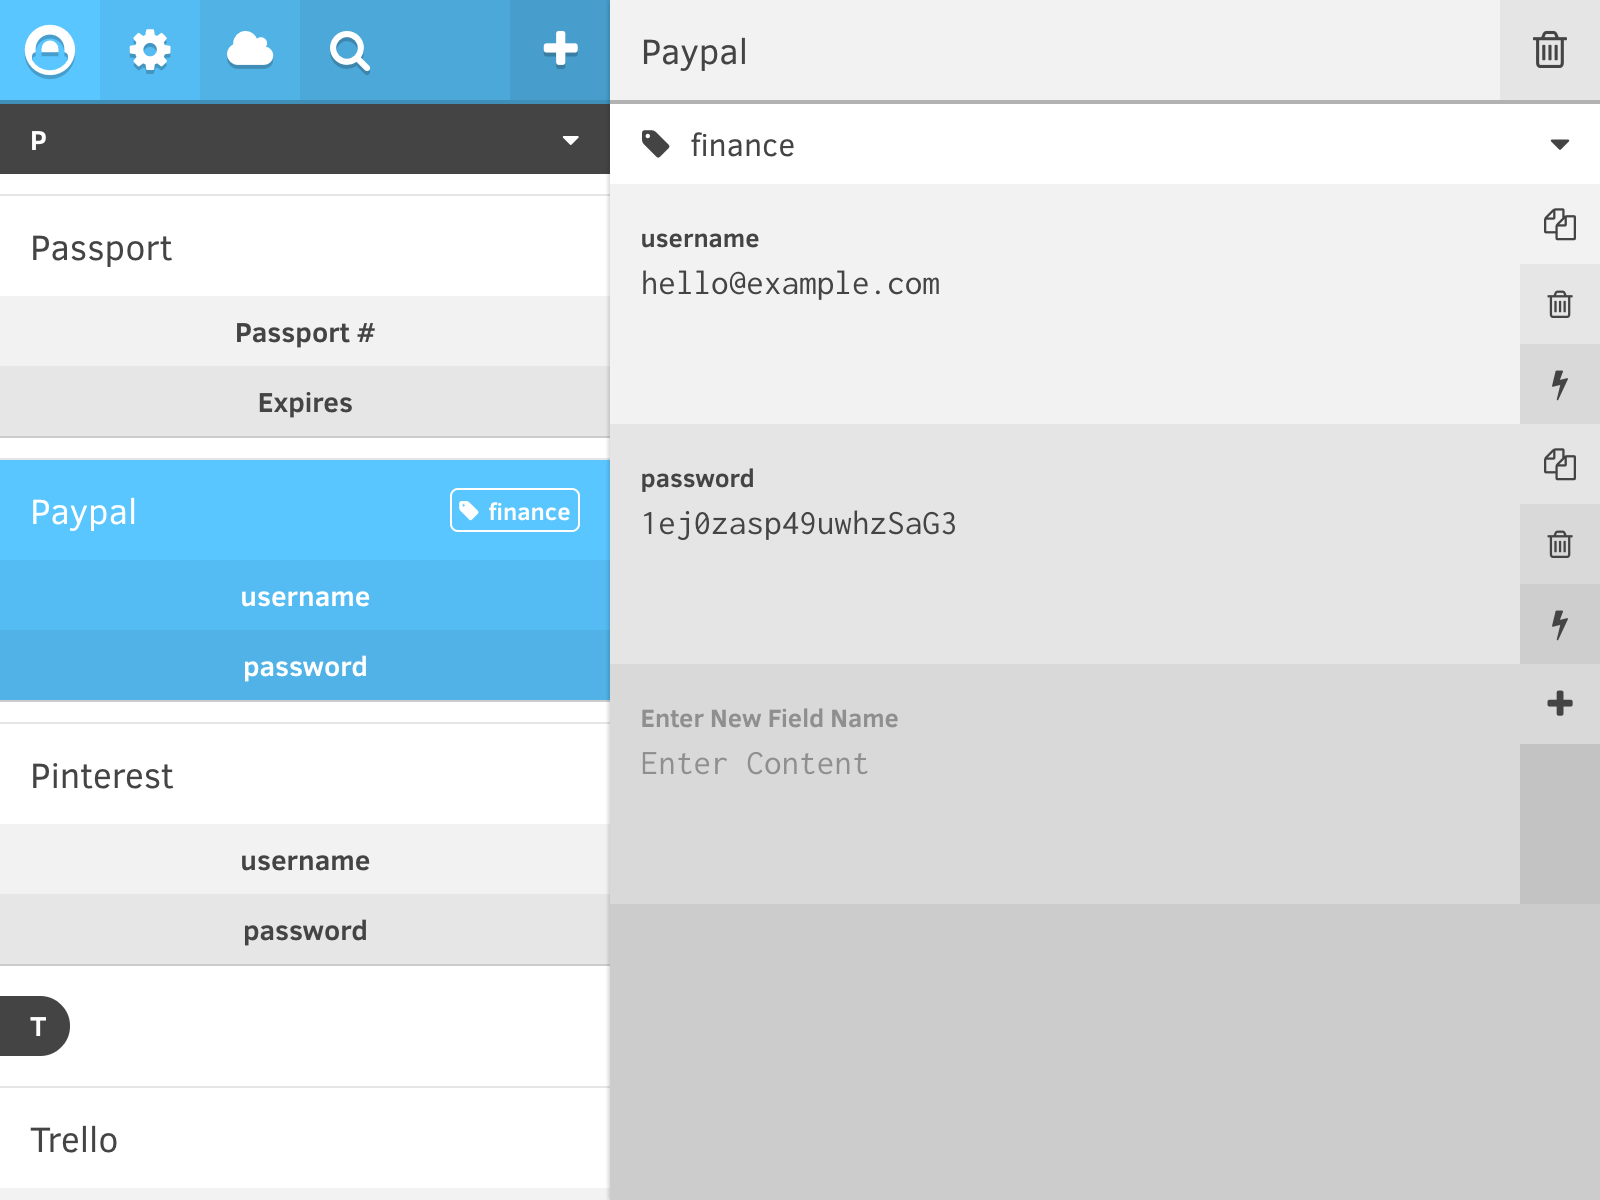 P
Passport
Passport #
Expires
Paypal
finance
username
password
Pinterest
username
password
T
Trello
Paypal
finance
username
hello@example.com
password
1ej0zasp49uwhzSaG3
Enter New Field Name
Enter Content